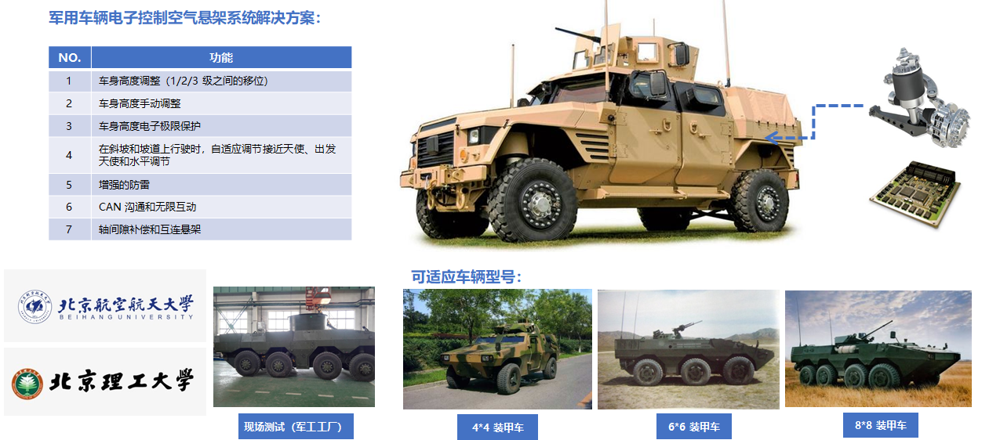 军用车辆电子控制空气悬架系统解决方案：
NO. 功能
1 车身高度调整（1/2/3 级之间的移位）
2 车身高度手动调整
3 车身高度电子极限保护
4 在斜坡和坡道上行驶时，自适应调节接近天使、出发
天使和水平调节
5 增强的防雷
6 CAN 沟通和无限互动
7 轴间隙补偿和互连悬架
北京航空航天大學
BEIHANG UNIVERSITY
北京理工大學
现场测试（军工工厂）
可适应车辆型号：
4*4 装甲车
6*6 装甲车
8*8 装甲车